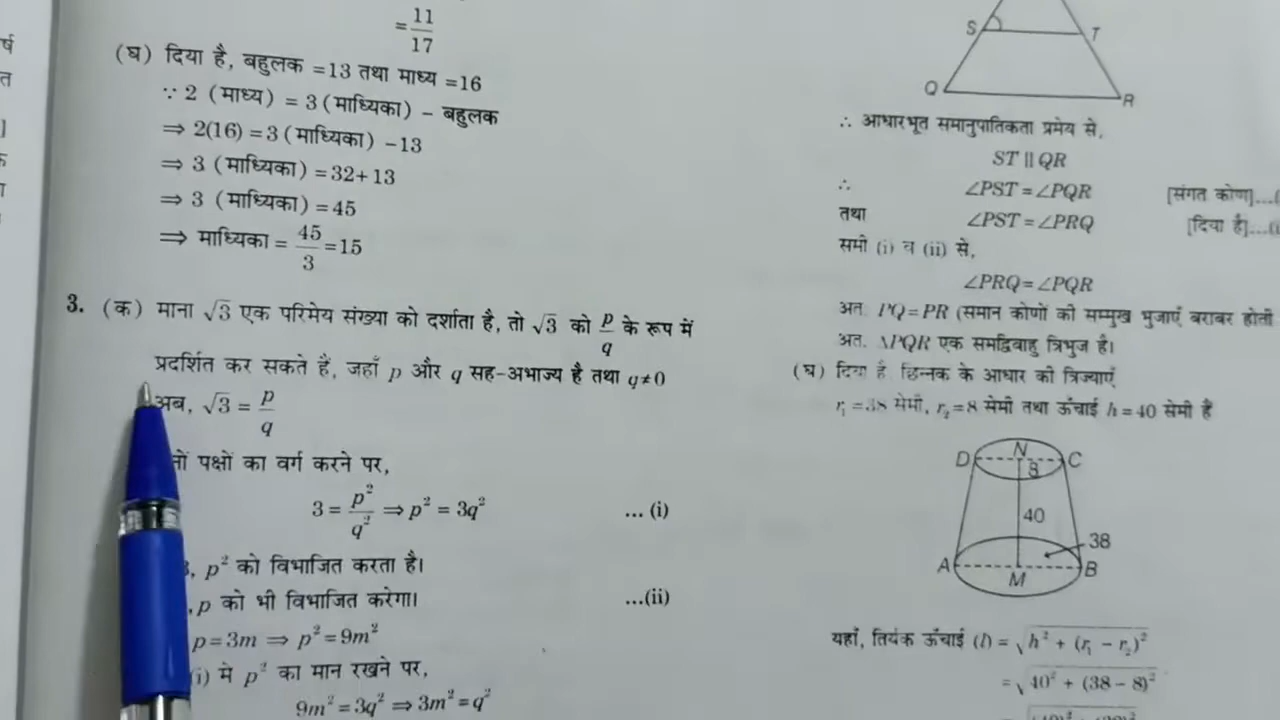 = 11/17
(घ) दिया है, बहुलक =13 तथा माध्य =16
∵ 2 (माध्य) = 3 (माध्यिका) − बहुलक
⇒ 2(16) =3 (माध्यिका) −13
⇒ 3 (माध्यिका) =32+13
⇒ 3 (माध्यिका) =45
⇒ माध्यिका = 45/3 =15
3. (क) माना √3 एक परिमेय संख्या को दर्शाता है, तो √3 को p/q के रूप में
प्रदर्शित कर सकते हैं, जहाँ p और q सह-अभाज्य है तथा q≠0
अब, √3 = p/q
पक्षों का वर्ग करने पर,
3 = p²/q² ⇒ p² = 3q² ... (i)
p² को विभाजित करता है।
p को भी विभाजित करेगा। ...(ii)
p=3m ⇒ p²=9m²
(i) मे p² का मान रखने पर,
9m²=3q² ⇒ 3m²=q²
S T
Q R
∴ आधारभूत समानुपातिकता प्रमेय से,
ST || QR
∴ ∠PST=∠PQR [संगत कोण]...(
तथा ∠PST=∠PRQ [दिया है]...(
समी (i) व (ii) से,
∠PRQ=∠PQR
अत. PQ=PR (समान कोणों की सम्मुख भुजाएँ बराबर होती
अत. ΔPQR एक समद्विबाहु त्रिभुज है।
(घ) दिया है, छिन्नक के आधार की त्रिज्याएँ
r₁=38 सेमी, r₂=8 सेमी तथा ऊँचाई h=40 सेमी है
D N C
8
40
38
A M B
यहाँ, तिर्यक ऊँचाई (l) = √h² + (r₁ − r₂)²
= √40² + (38 − 8)²